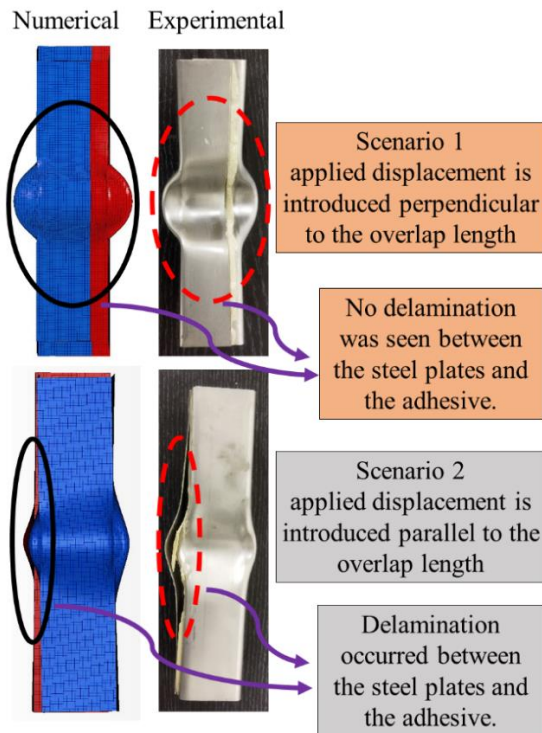 Numerical Experimental
Scenario 1
applied displacement is
introduced perpendicular
to the overlap length
No delamination
was seen between
the steel plates and
the adhesive.
Scenario 2
applied displacement is
introduced parallel to the
overlap length
Delamination
occurred between
the steel plates and
the adhesive.